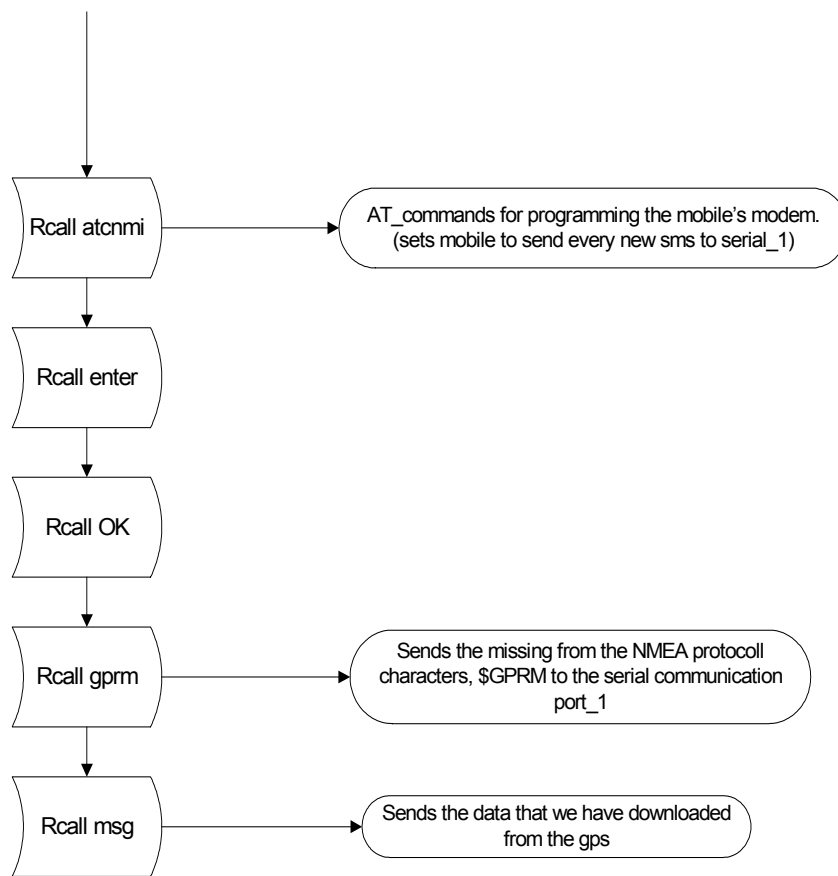 Rcall atcnmi
AT_commands for programming the mobile's modem.
(sets mobile to send every new sms to serial_1)
Rcall enter
Rcall OK
Rcall gprm
Sends the missing from the NMEA protocoll
characters, $GPRM to the serial communication
port_1
Rcall msg
Sends the data that we have downloaded
from the gps